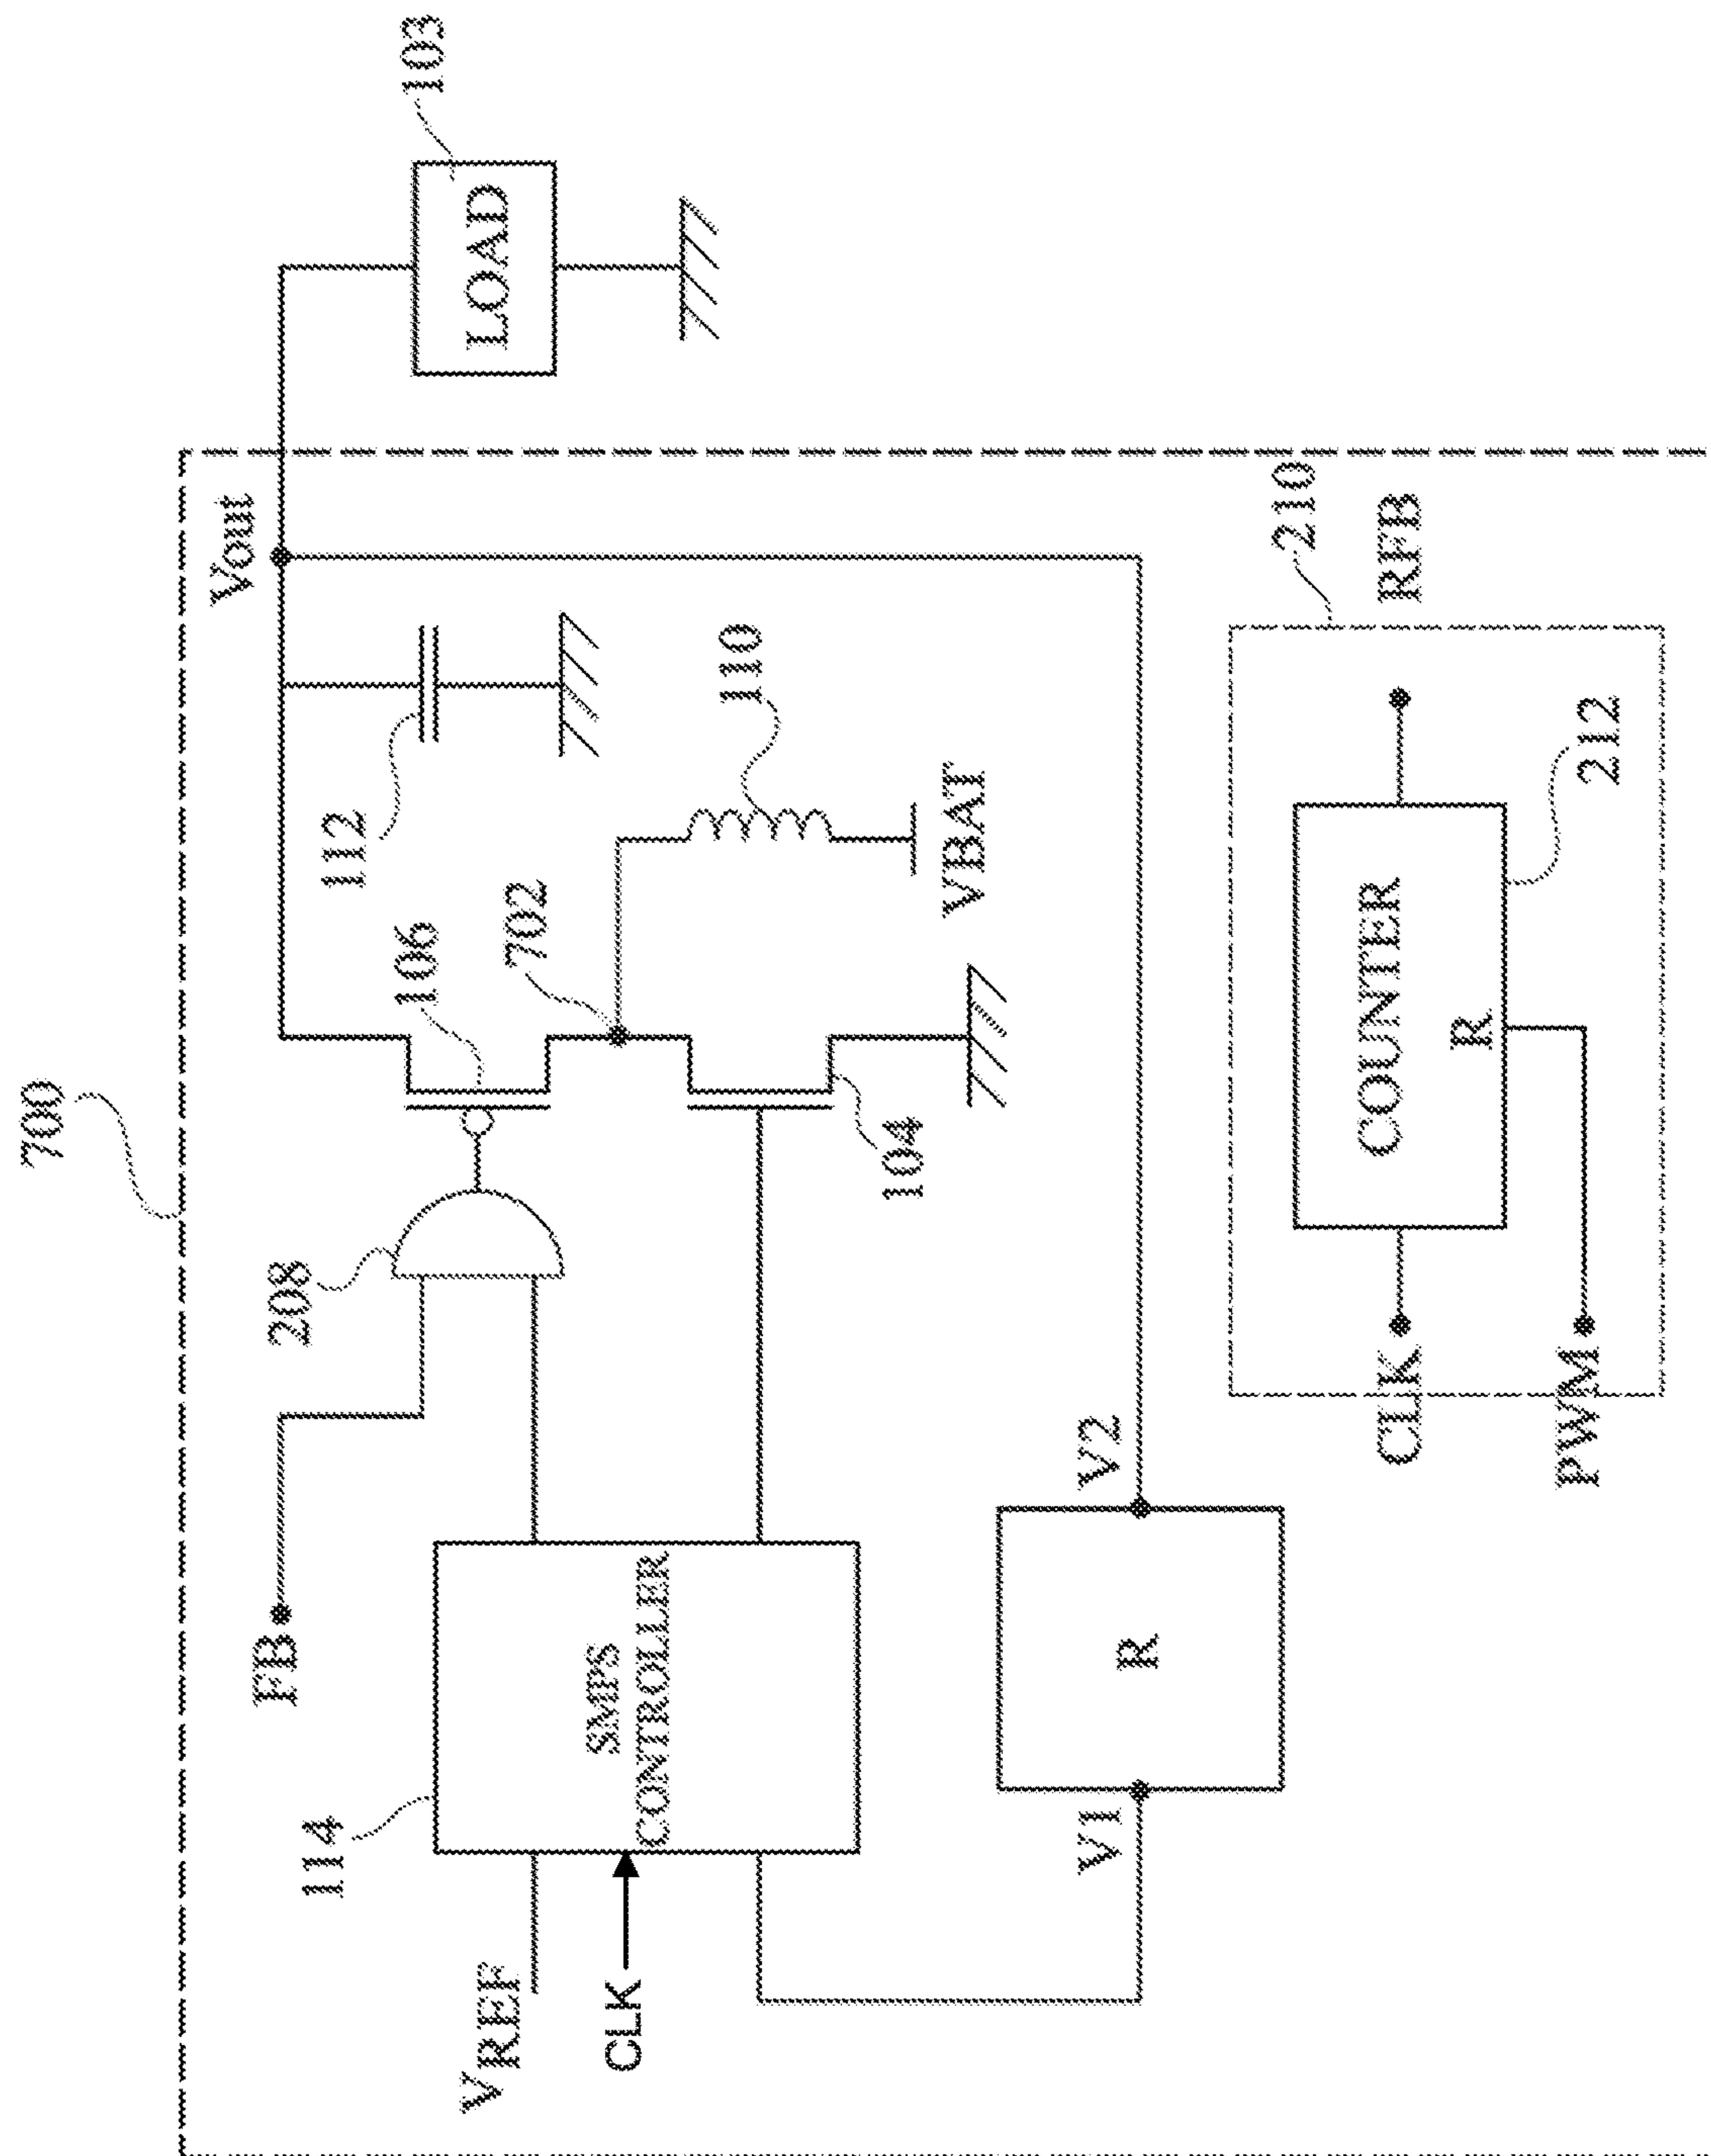 700
Vout
103
LOAD
FB
208
106
112
702
110
VBAT
104
114
SMPS
CONTROLLER
VREF
CLK
V1
R
V2
210
RFB
COUNTER
R
212
CLK
PWM